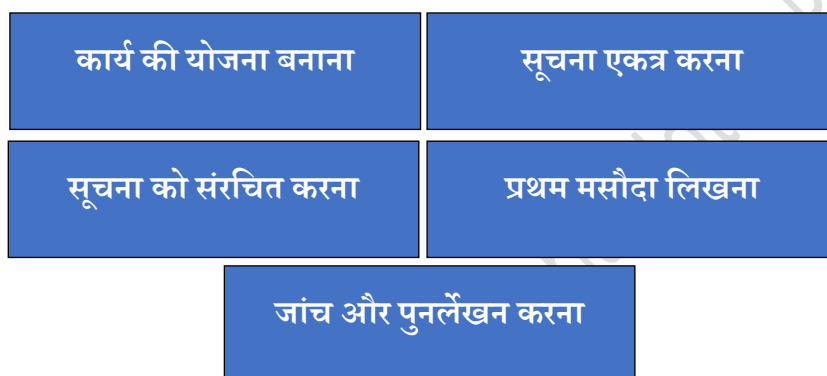 कार्य की योजना बनाना
सूचना एकत्र करना
सूचना को संरचित करना
प्रथम मसौदा लिखना
जांच और पुनर्लेखन करना